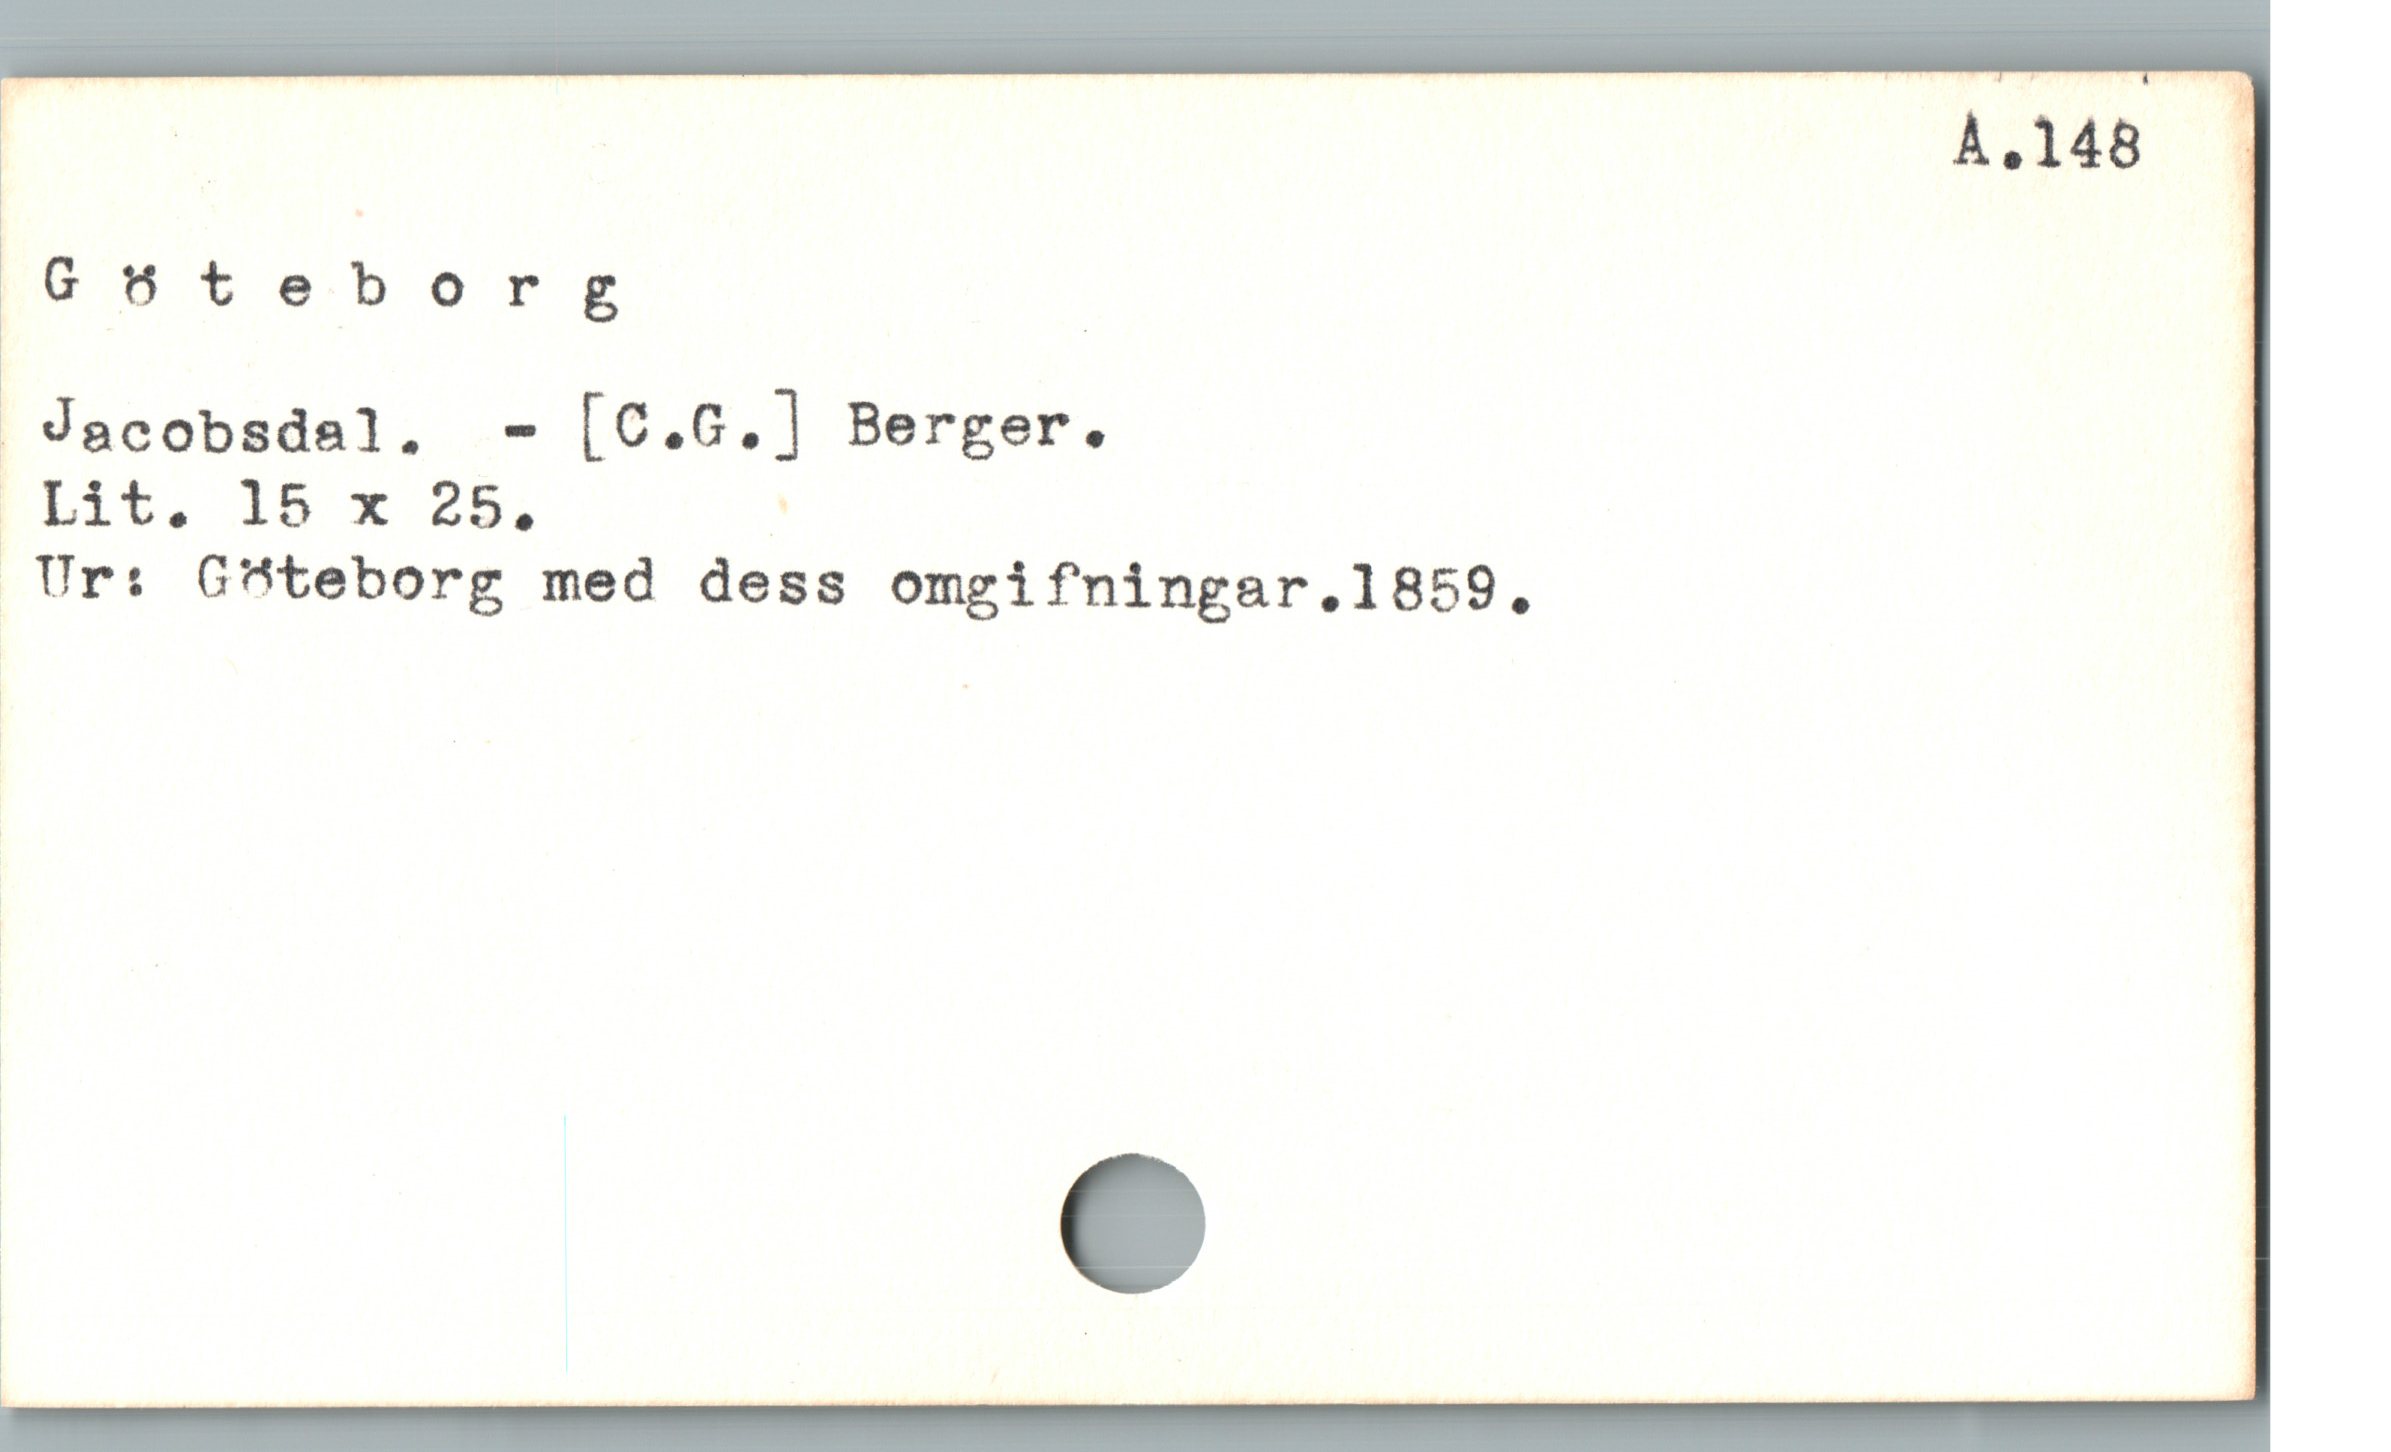 A.148
G ö t e b o r g
Jacobsdal. - [C.G.] Berger.
Lit. 15 x 25.
Ur: Göteborg med dess omgifningar.1859.